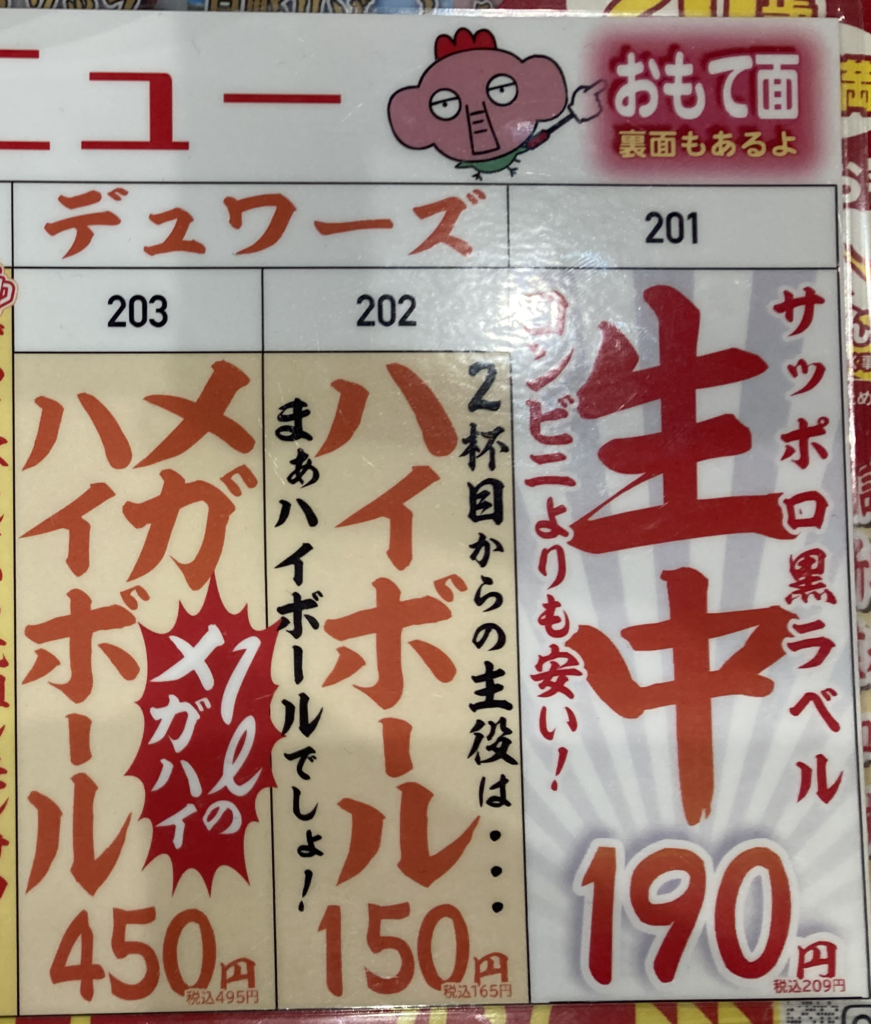 ニュー
おもて面
裏面もあるよ
201
サッポロ黒ラベル
生中
コンビニよりも安い!
190円
税込209円
デュワーズ
202
2杯目からの主役は・・・
ハイボール
まぁハイボールでしょ!
150円
税込165円
203
メガ
ハイボール
1ℓの
メガハイ
450円
税込495円